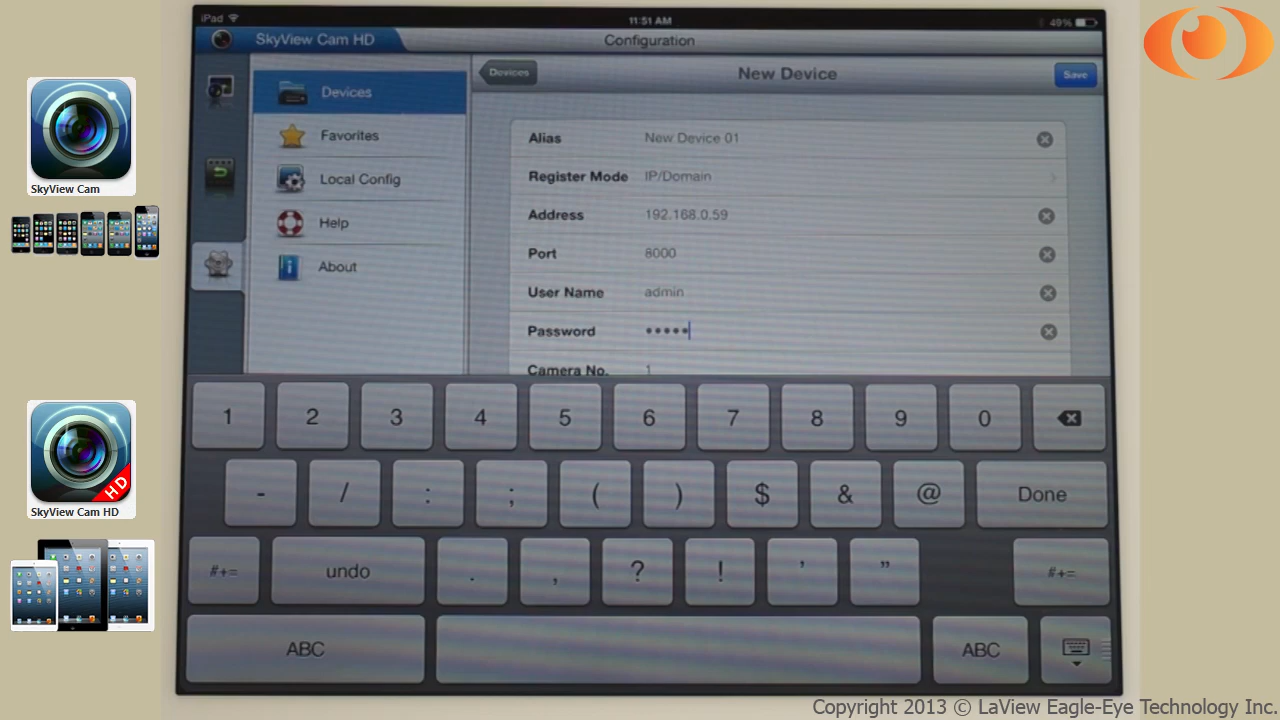 iPad
11:51 AM
49%
SkyView Cam HD
Configuration
Devices
Favorites
Local Config
Help
About
Devices
New Device
Save
Alias New Device 01
Register Mode IP/Domain
Address 192.168.0.59
Port 8000
User Name admin
Password •••••
Camera No. 1
1 2 3 4 5 6 7 8 9 0
- / : ; ( ) $ & @ Done
#+= undo . , ? ! ' " #+=
ABC ABC
SkyView Cam
HD
SkyView Cam HD
Copyright 2013 © LaView Eagle-Eye Technology Inc.